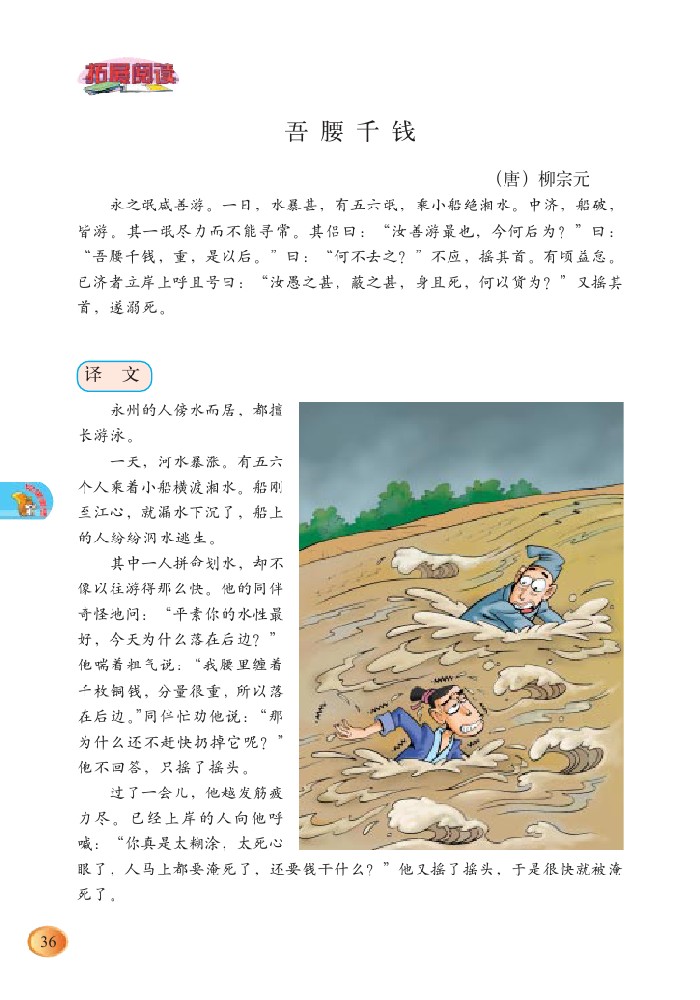 拓展阅读
吾腰千钱
（唐）柳宗元
永之氓咸善游。一日，水暴甚，有五六氓，乘小船绝湘水。中济，船破，
皆游。其一氓尽力而不能寻常。其侣曰：“汝善游最也，今何后为？”曰：
“吾腰千钱，重，是以后。”曰：“何不去之？”不应，摇其首。有顷益怠。
已济者立岸上呼且号曰：“汝愚之甚，蔽之甚，身且死，何以货为？”又摇其
首，遂溺死。
译 文
永州的人傍水而居，都擅
长游泳。
一天，河水暴涨。有五六
个人乘着小船横渡湘水。船刚
至江心，就漏水下沉了，船上
的人纷纷泅水逃生。
其中一人拼命划水，却不
像以往游得那么快。他的同伴
奇怪地问：“平素你的水性最
好，今天为什么落在后边？”
他喘着粗气说：“我腰里缠着
一枚铜钱，分量很重，所以落
在后边。”同伴忙劝他说：“那
为什么还不赶快扔掉它呢？”
他不回答，只摇了摇头。
过了一会儿，他越发筋疲
力尽。已经上岸的人向他呼
喊：“你真是太糊涂，太死心
眼了，人马上都要淹死了，还要钱干什么？”他又摇了摇头，于是很快就被淹
死了。
36